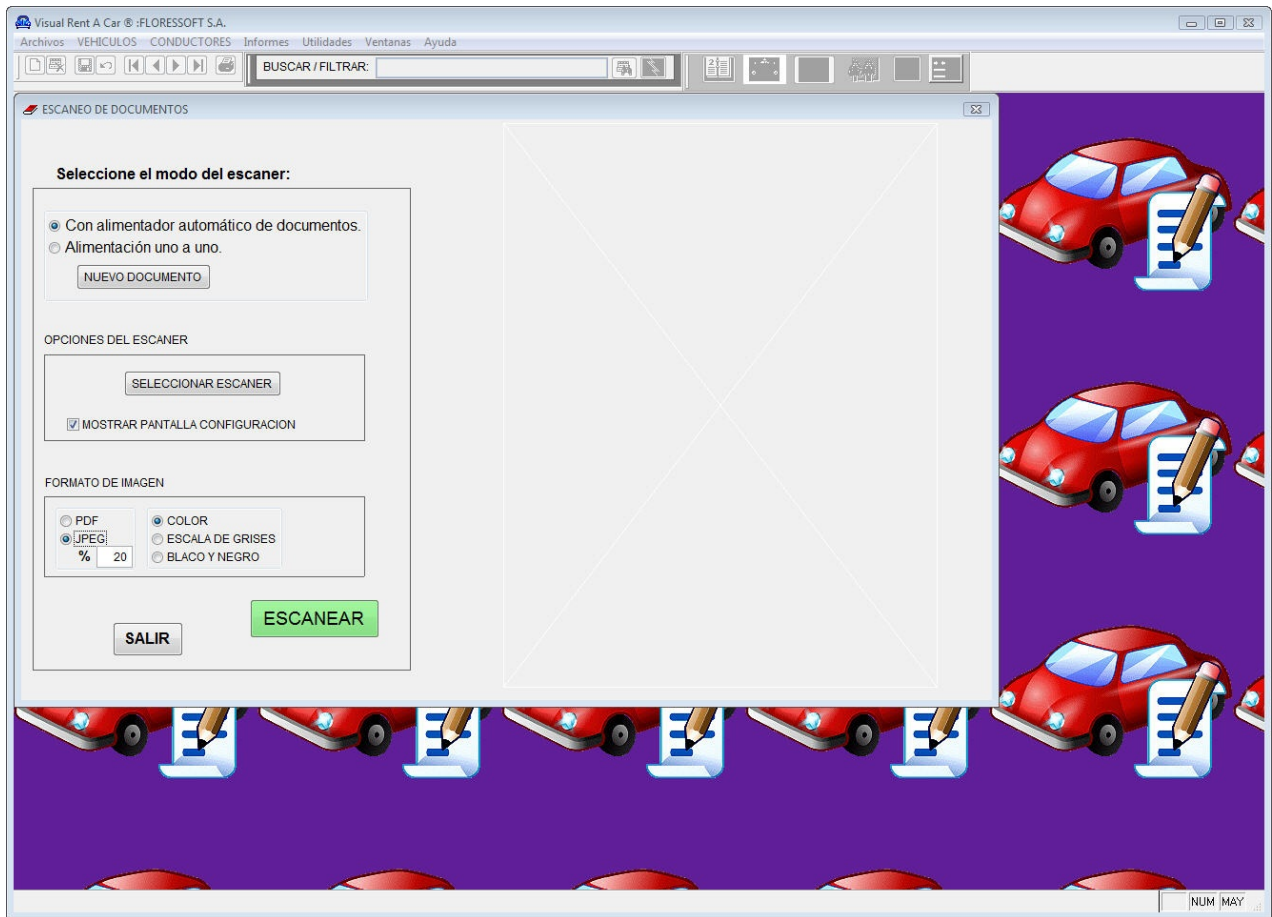 Visual Rent A Car ® :FLORESSOFT S.A.
Archivos VEHICULOS CONDUCTORES Informes Utilidades Ventanas Ayuda
BUSCAR / FILTRAR:
ESCANEO DE DOCUMENTOS
Seleccione el modo del escaner:
Con alimentador automático de documentos.
Alimentación uno a uno.
NUEVO DOCUMENTO
OPCIONES DEL ESCANER
SELECCIONAR ESCANER
MOSTRAR PANTALLA CONFIGURACION
FORMATO DE IMAGEN
PDF
JPEG
% 20
COLOR
ESCALA DE GRISES
BLACO Y NEGRO
ESCANEAR
SALIR
NUM MAY